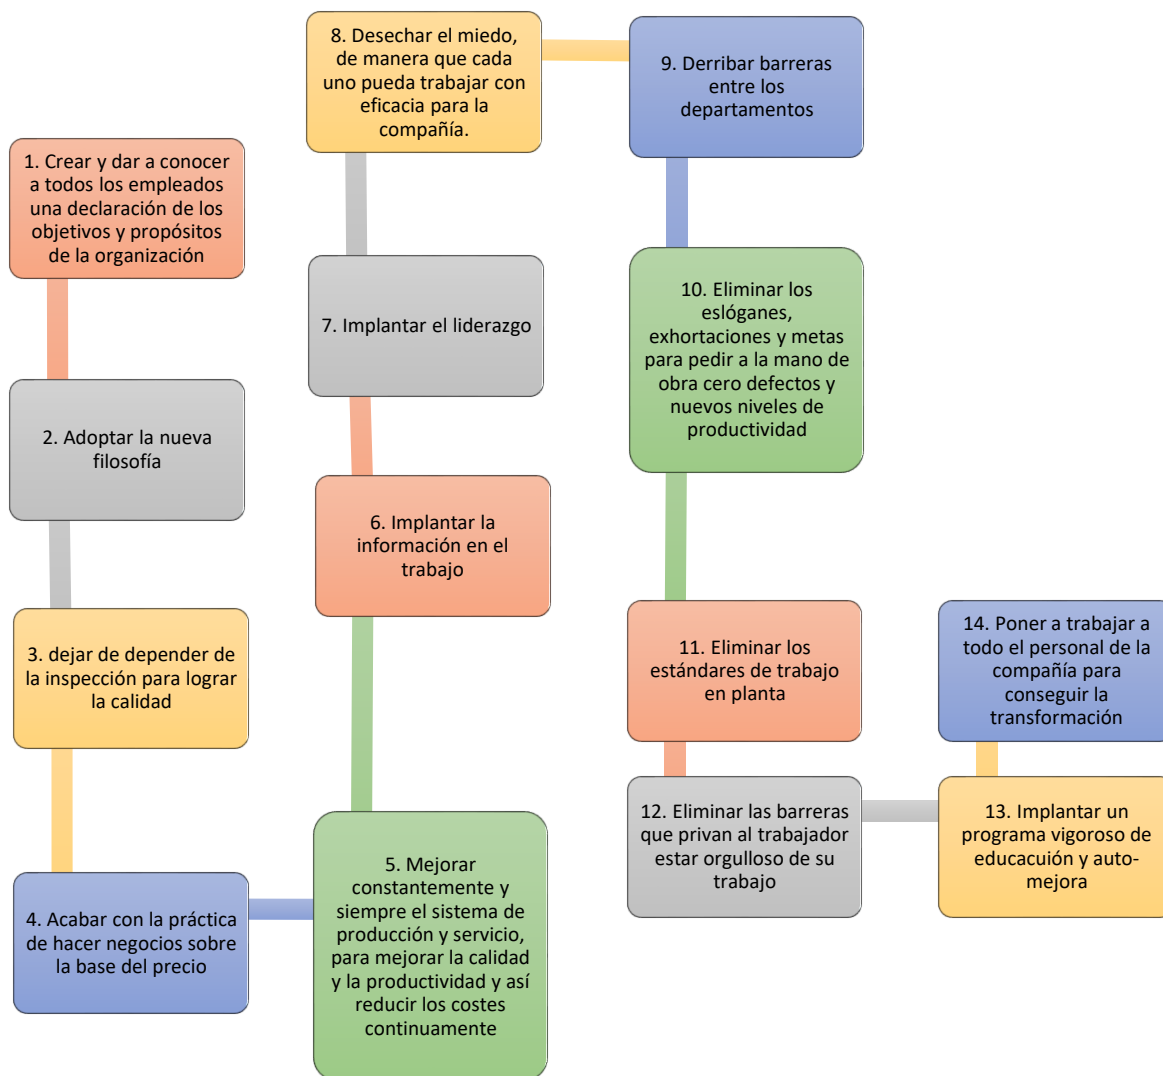 1. Crear y dar a conocer
a todos los empleados
una declaración de los
objetivos y propósitos
de la organización
2. Adoptar la nueva
filosofía
3. dejar de depender de
la inspección para lograr
la calidad
4. Acabar con la práctica
de hacer negocios sobre
la base del precio
5. Mejorar
constantemente y
siempre el sistema de
producción y servicio,
para mejorar la calidad
y la productividad y así
reducir los costes
continuamente
6. Implantar la
información en el
trabajo
7. Implantar el liderazgo
8. Desechar el miedo,
de manera que cada
uno pueda trabajar con
eficacia para la
compañía.
9. Derribar barreras
entre los
departamentos
10. Eliminar los
eslóganes,
exhortaciones y metas
para pedir a la mano de
obra cero defectos y
nuevos niveles de
productividad
11. Eliminar los
estándares de trabajo
en planta
12. Eliminar las barreras
que privan al trabajador
estar orgulloso de su
trabajo
13. Implantar un
programa vigoroso de
educacuión y auto-
mejora
14. Poner a trabajar a
todo el personal de la
compañía para
conseguir la
transformación